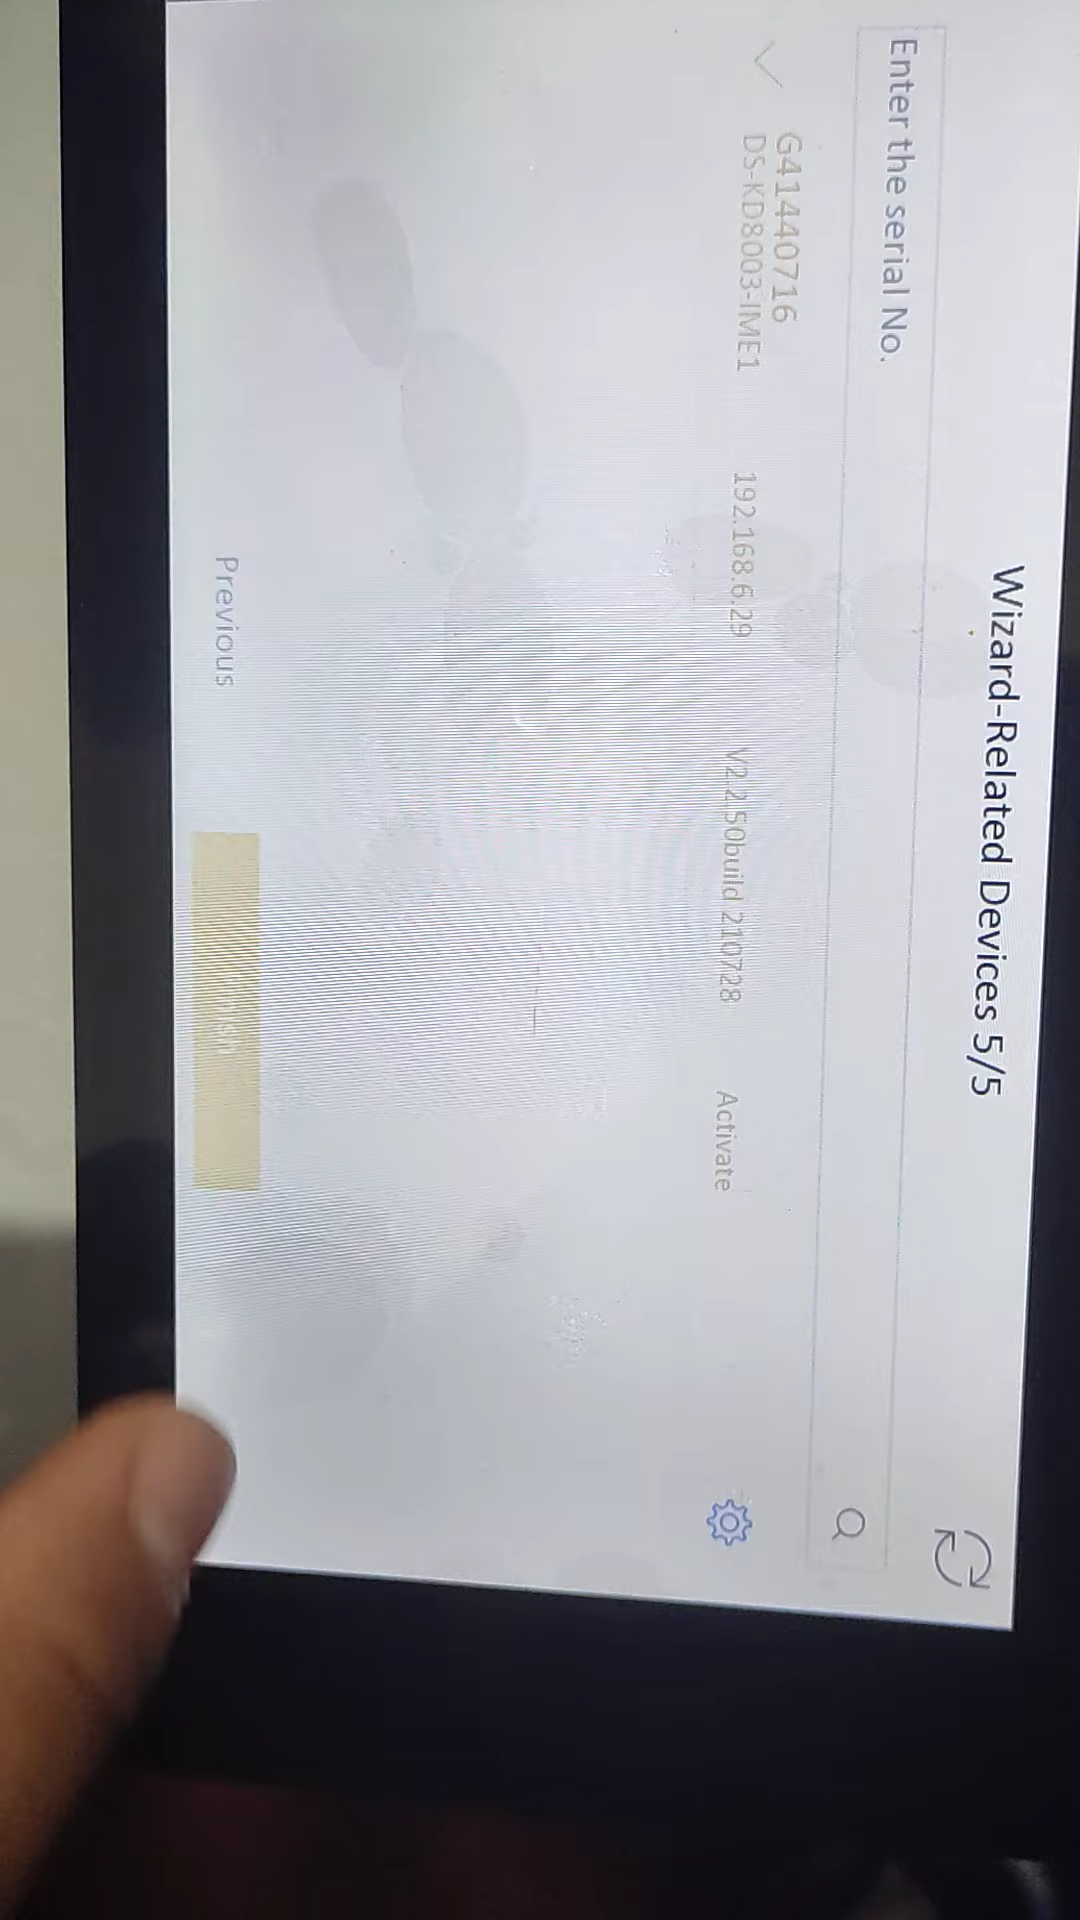 Wizard-Related Devices 5/5
Enter the serial No.
G41440716
DS-KD8003-IME1 192.168.6.29 V2.2.50build 210728 Activate
Previous